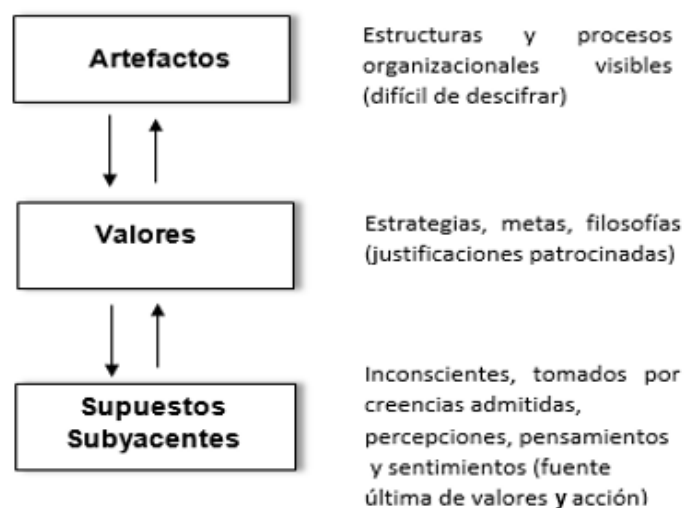 Artefactos
Estructuras y procesos
organizacionales visibles
(difícil de descifrar)
Valores
Estrategias, metas, filosofías
(justificaciones patrocinadas)
Supuestos
Subyacentes
Inconscientes, tomados por
creencias admitidas,
percepciones, pensamientos
y sentimientos (fuente
última de valores y acción)